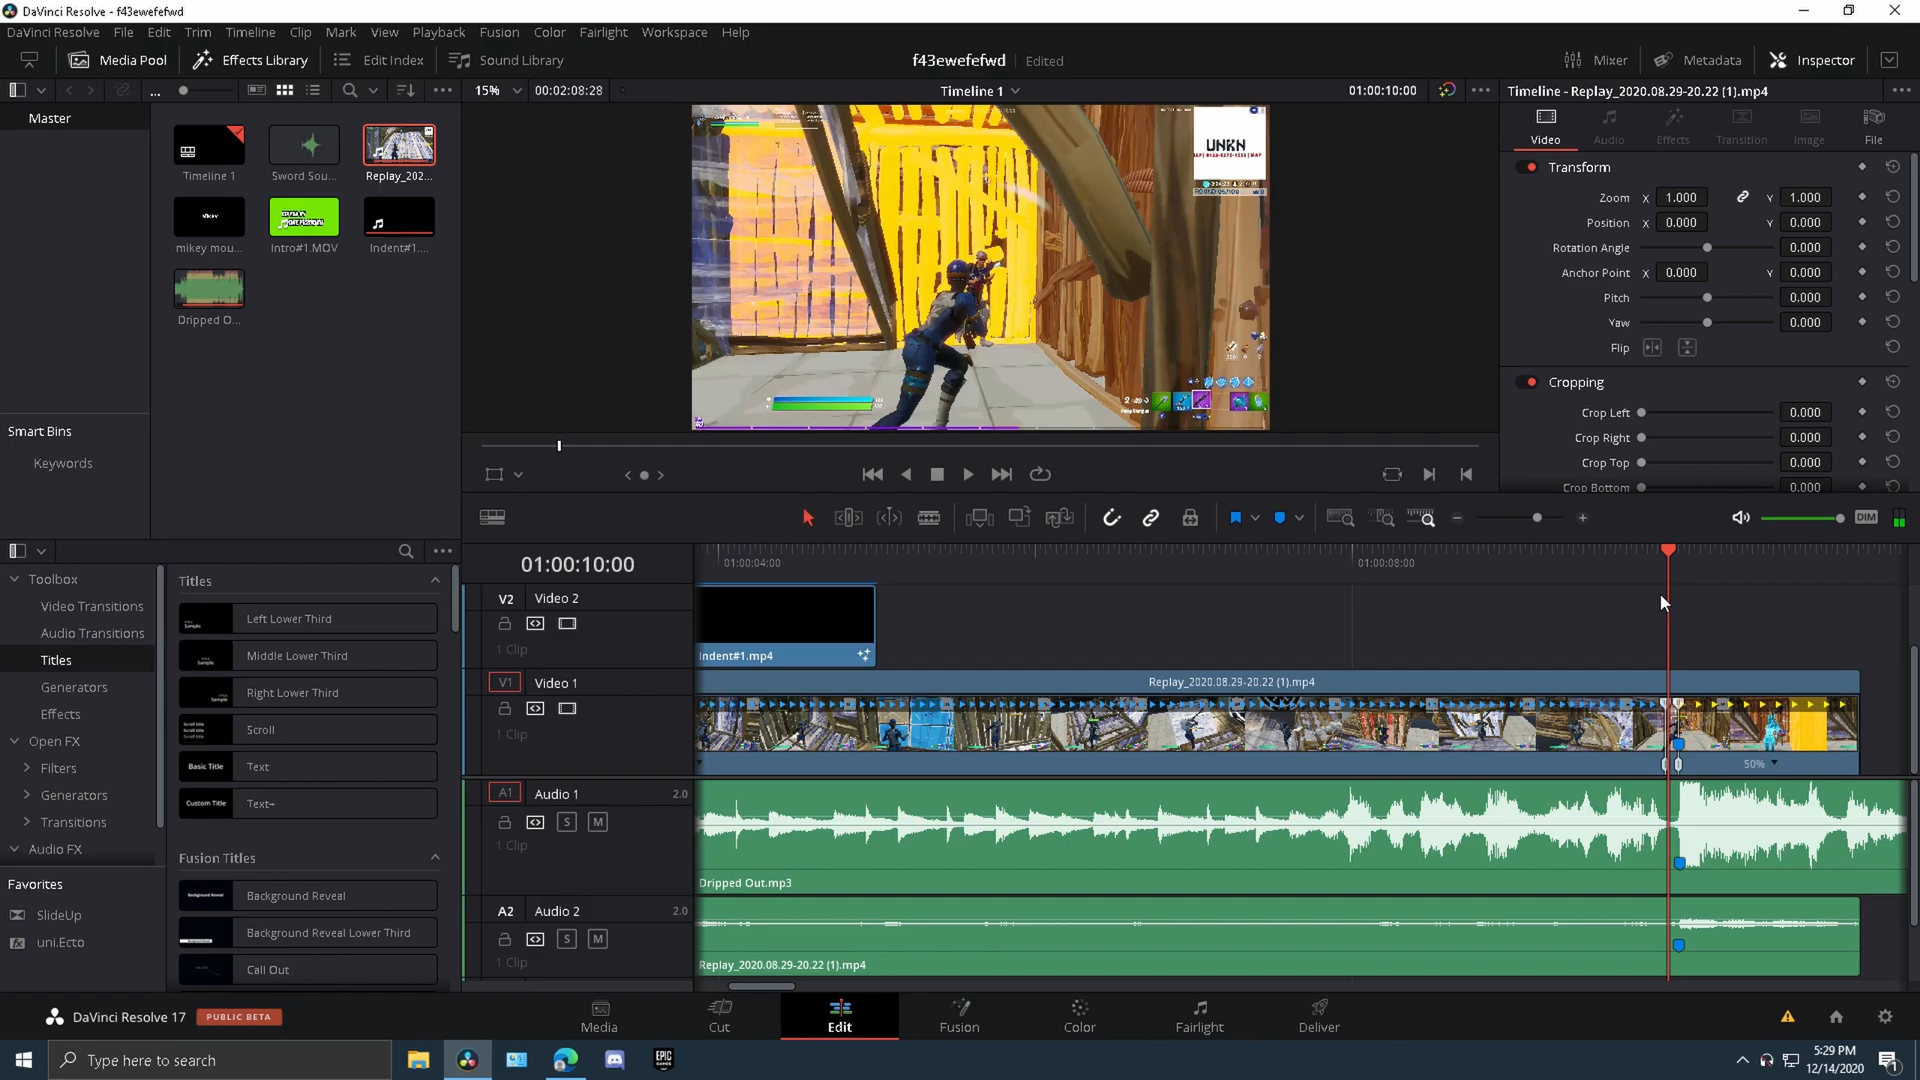 DaVinci Resolve - f43ewefefwd
DaVinci Resolve File Edit Trim Timeline Clip Mark View Playback Fusion Color Fairlight Workspace Help
Media Pool Effects Library Edit Index Sound Library f43ewefefwd Edited Mixer Metadata Inspector
... 15% 00:02:08:28 Timeline 1 01:00:10:00 Timeline - Replay_2020.08.29-20.22 (1).mp4
Master
Video Audio Effects Transition Image File
Timeline 1 Sword Sou... Replay_202...
mikey mou... Intro#1.MOV Indent#1....
Dripped O...
UNKN
Transform
Zoom X 1.000 Y 1.000
Position X 0.000 Y 0.000
Rotation Angle 0.000
Anchor Point X 0.000 Y 0.000
Pitch 0.000
Yaw 0.000
Flip
Cropping
Crop Left 0.000
Crop Right 0.000
Crop Top 0.000
Crop Bottom 0.000
Smart Bins
Keywords
DIM
Toolbox
Video Transitions
Audio Transitions
Titles
Generators
Effects
Open FX
Filters
Generators
Transitions
Audio FX
Favorites
SlideUp
uni.Ecto
Titles
Left Lower Third
Middle Lower Third
Right Lower Third
Scroll
Basic Title Text
Custom Title Text+
Fusion Titles
Background Reveal
Background Reveal Lower Third
Call Out
01:00:10:00 01:00:04:00 01:00:08:00
V2 Video 2
1 Clip
Indent#1.mp4
V1 Video 1
1 Clip
Replay_2020.08.29-20.22 (1).mp4
50%
A1 Audio 1 2.0
S M
1 Clip
Dripped Out.mp3
A2 Audio 2 2.0
S M
1 Clip
Replay_2020.08.29-20.22 (1).mp4
DaVinci Resolve 17 PUBLIC BETA
Media Cut Edit Fusion Color Fairlight Deliver
Type here to search
EPIC GAMES
5:29 PM
12/14/2020
1